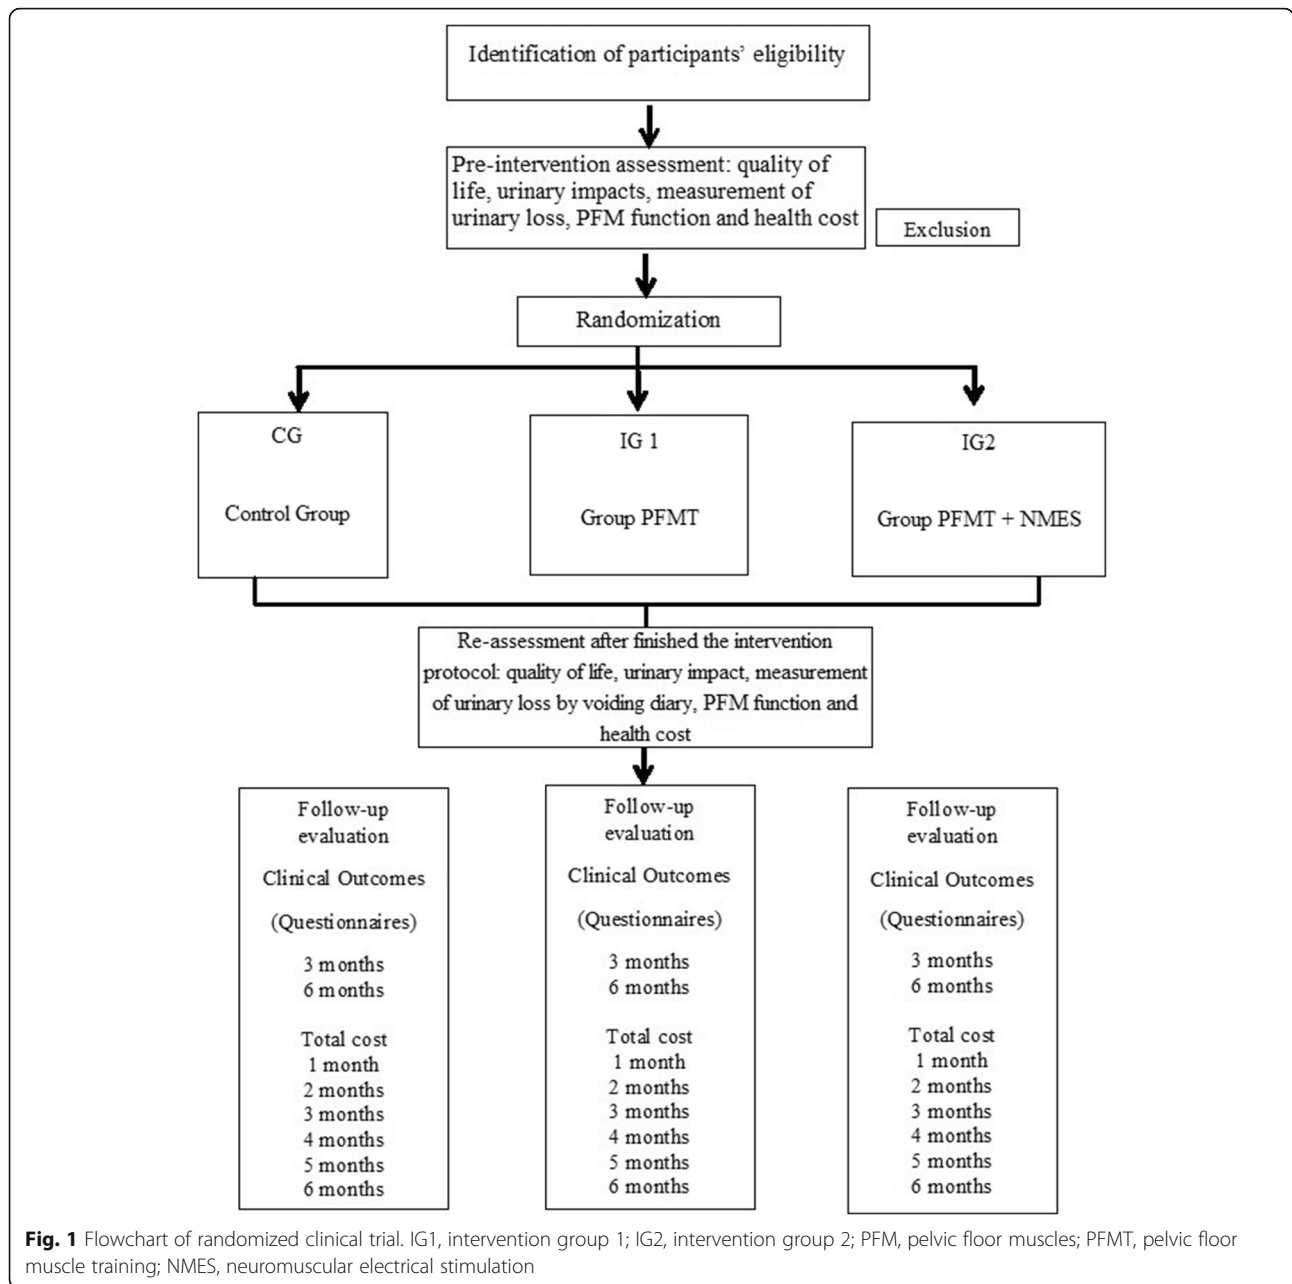 Identification of participants’ eligibility
Pre-intervention assessment: quality of
life, urinary impacts, measurement of
urinary loss, PFM function and health cost
Exclusion
Randomization
CG
Control Group
IG 1
Group PFMT
IG2
Group PFMT + NMES
Re-assessment after finished the intervention
protocol: quality of life, urinary impact, measurement
of urinary loss by voiding diary, PFM function and
health cost
Follow-up
evaluation
Clinical Outcomes
(Questionnaires)
3 months
6 months
Total cost
1 month
2 months
3 months
4 months
5 months
6 months
Follow-up
evaluation
Clinical Outcomes
(Questionnaires)
3 months
6 months
Total cost
1 month
2 months
3 months
4 months
5 months
6 months
Follow-up
evaluation
Clinical Outcomes
(Questionnaires)
3 months
6 months
Total cost
1 month
2 months
3 months
4 months
5 months
6 months
Fig. 1 Flowchart of randomized clinical trial. IG1, intervention group 1; IG2, intervention group 2; PFM, pelvic floor muscles; PFMT, pelvic floor
muscle training; NMES, neuromuscular electrical stimulation